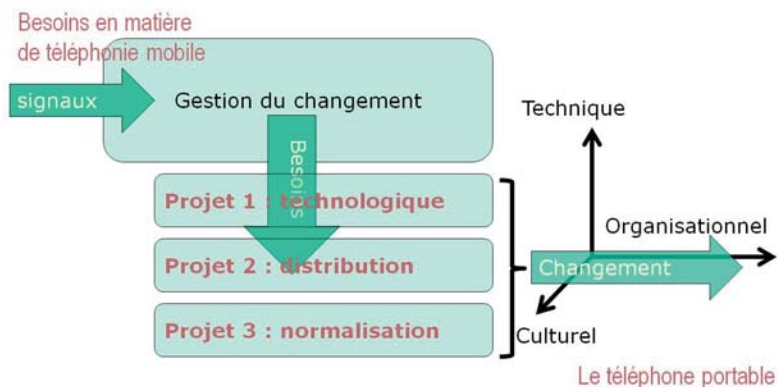 Besoins en matière
de téléphonie mobile
signaux
Gestion du changement
Besoins
Projet 1 : technologique
Projet 2 : distribution
Projet 3 : normalisation
Technique
Organisationnel
Changement
Culturel
Le téléphone portable